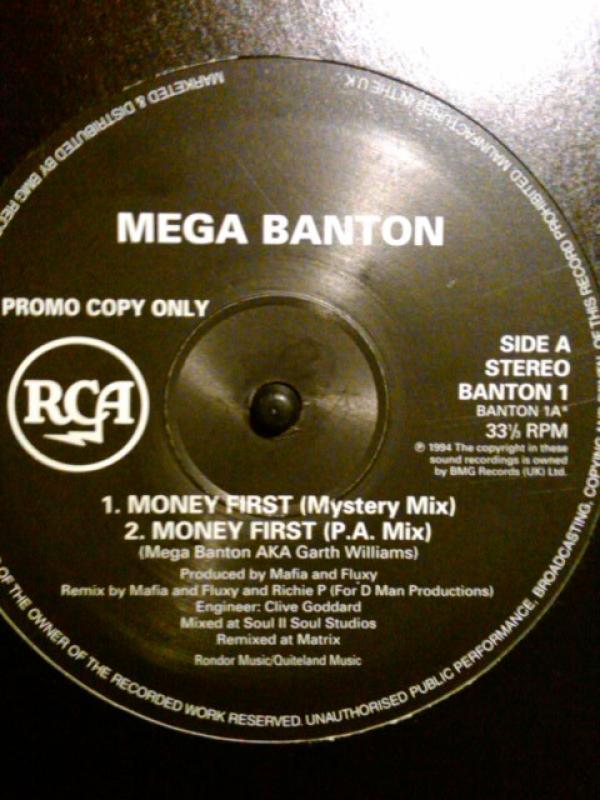 MEGA BANTON
PROMO COPY ONLY
RCA
SIDE A
STEREO
BANTON 1
BANTON 1A*
33⅓ RPM
℗ 1994 The copyright in these
sound recordings is owned
by BMG Records (UK) Ltd.
1. MONEY FIRST (Mystery Mix)
2. MONEY FIRST (P.A. Mix)
(Mega Banton AKA Garth Williams)
Produced by Mafia and Fluxy
Remix by Mafia and Fluxy and Richie P (For D Man Productions)
Engineer: Clive Goddard
Mixed at Soul II Soul Studios
Remixed at Matrix
Rondor Music/Quiteland Music
OF THE OWNER OF THE RECORDED WORK RESERVED. UNAUTHORISED PUBLIC PERFORMANCE, BROADCASTING, COPYING OF THIS RECORD PROHIBITED MAUNFACTURED IN THE U.K.
MARKETED & DISTRIBUTED BY BMG